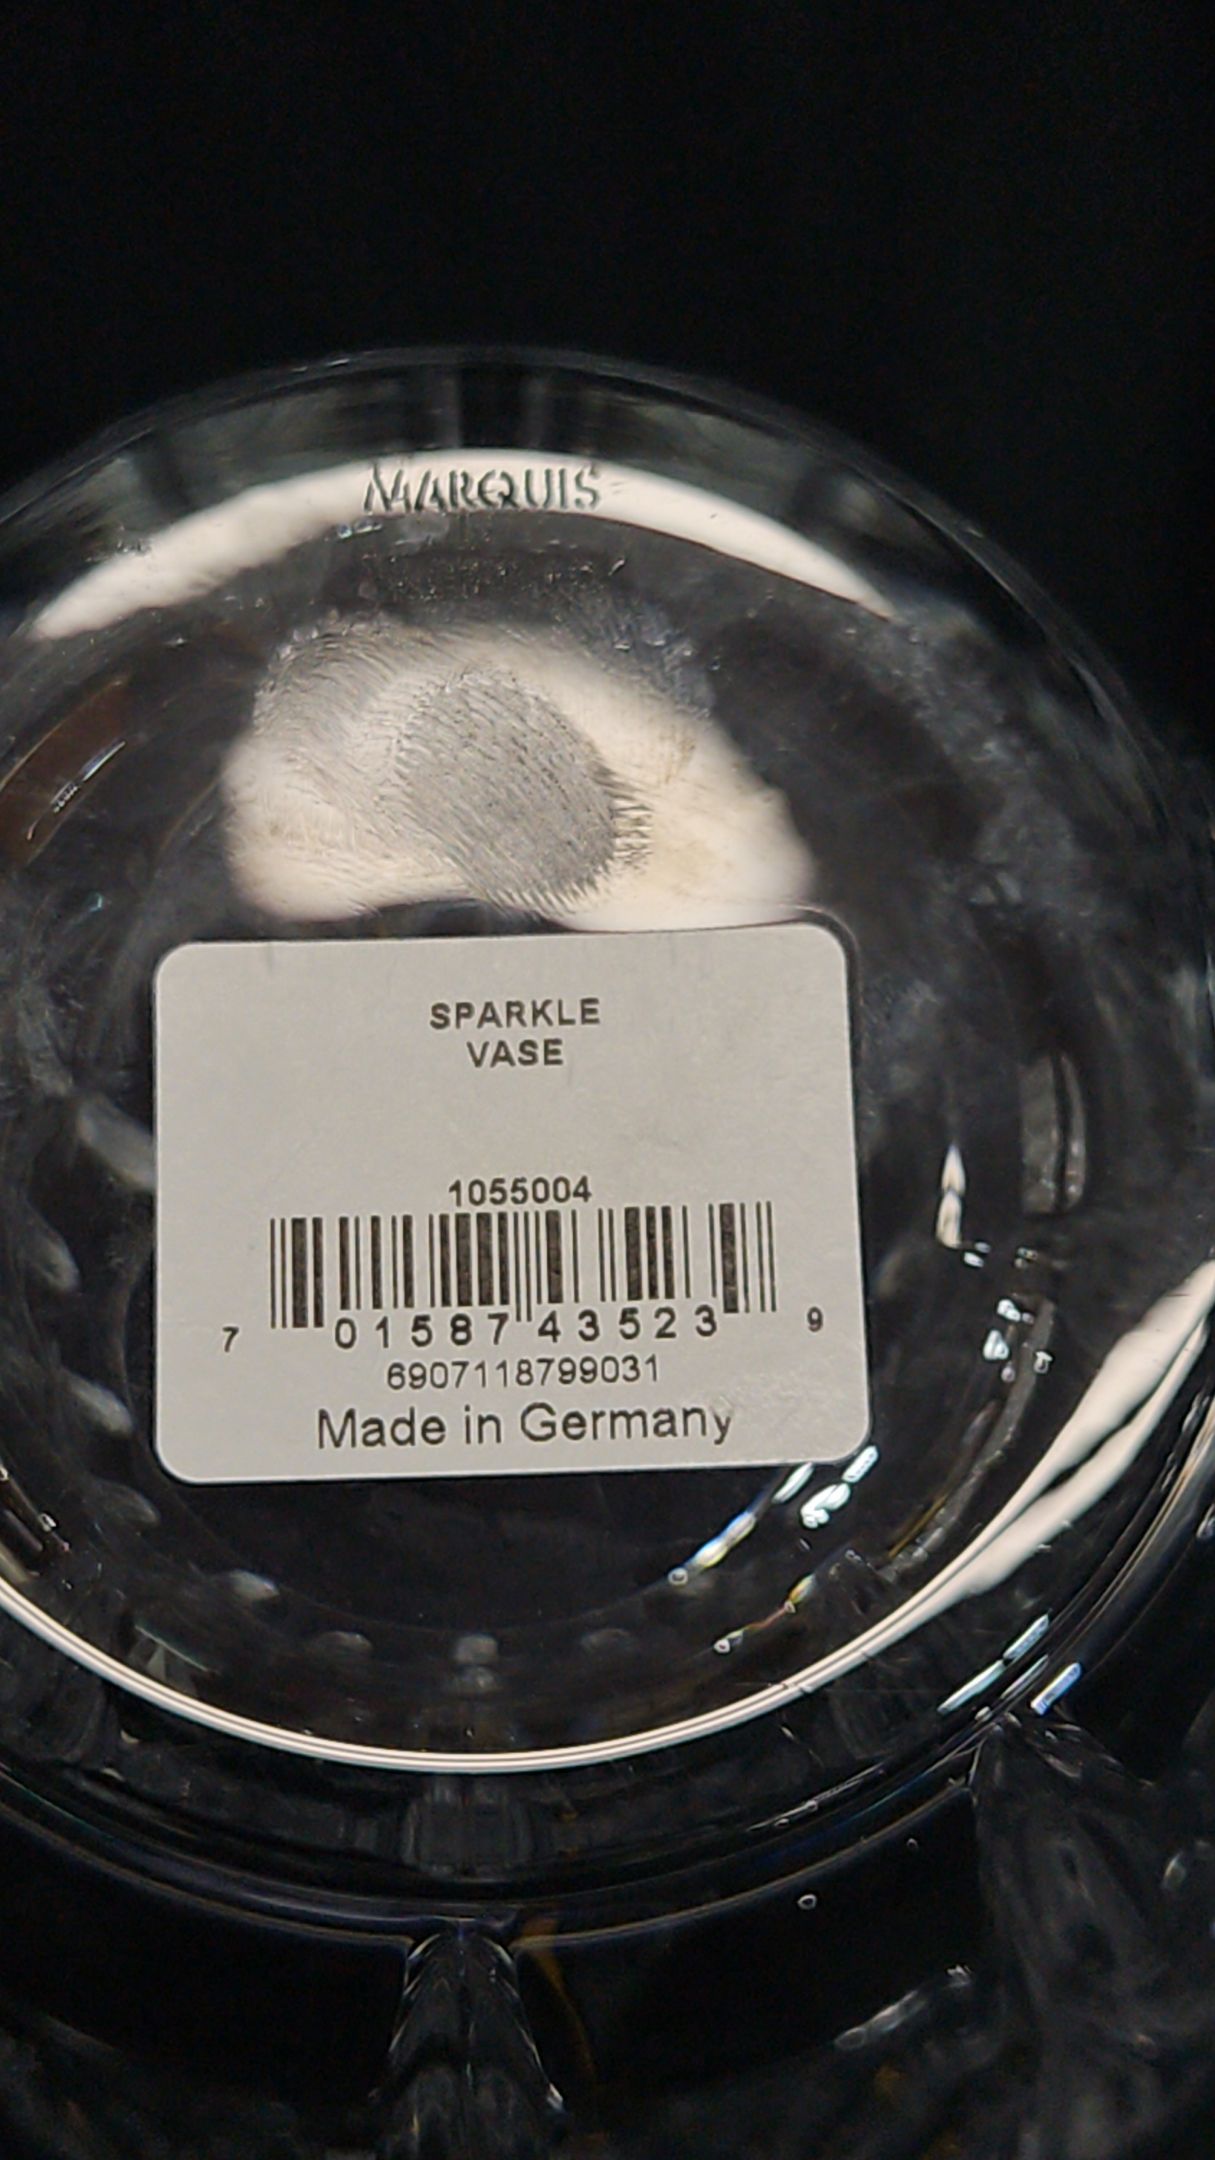 MARQUIS
SPARKLE
VASE
1055004
7 01587 43523 9
6907118799031
Made in Germany